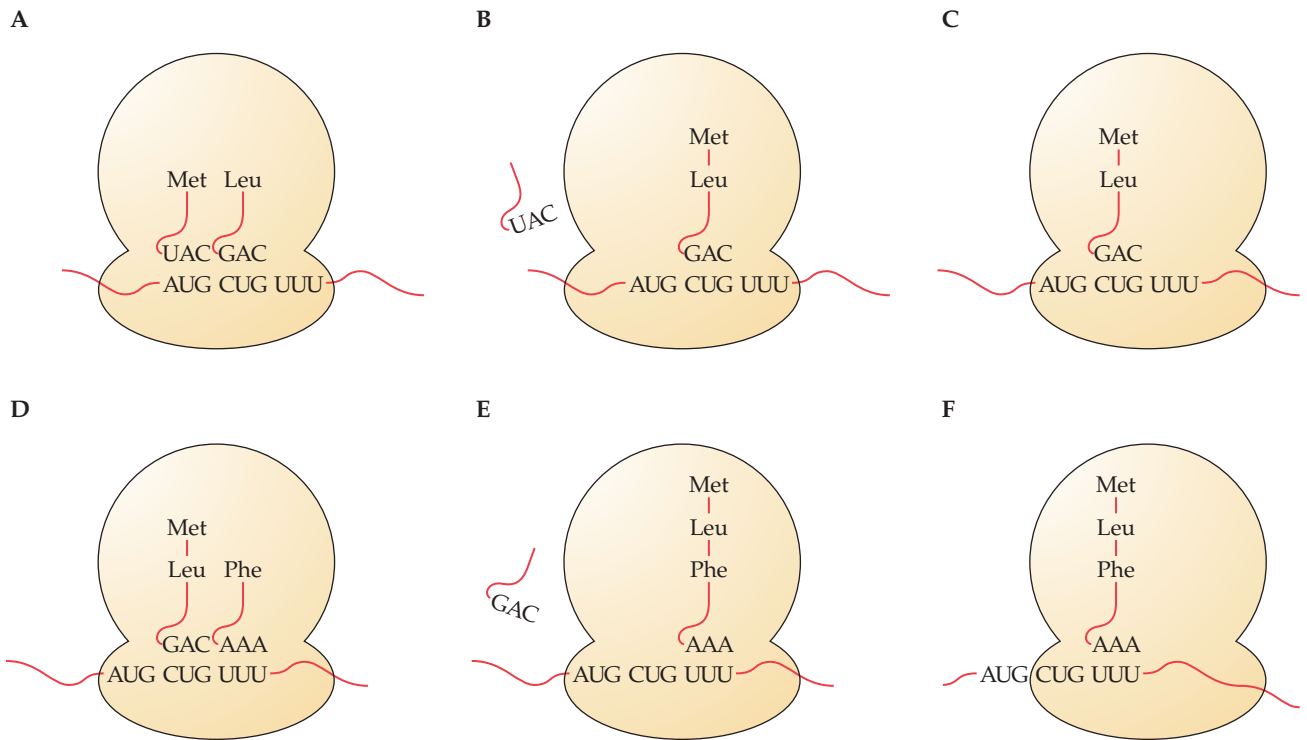 A
Met Leu
UAC GAC
AUG CUG UUU
B
Met
Leu
UAC
GAC
AUG CUG UUU
C
Met
Leu
GAC
AUG CUG UUU
D
Met
Leu Phe
GAC AAA
AUG CUG UUU
E
Met
Leu
Phe
GAC
AAA
AUG CUG UUU
F
Met
Leu
Phe
AAA
AUG CUG UUU